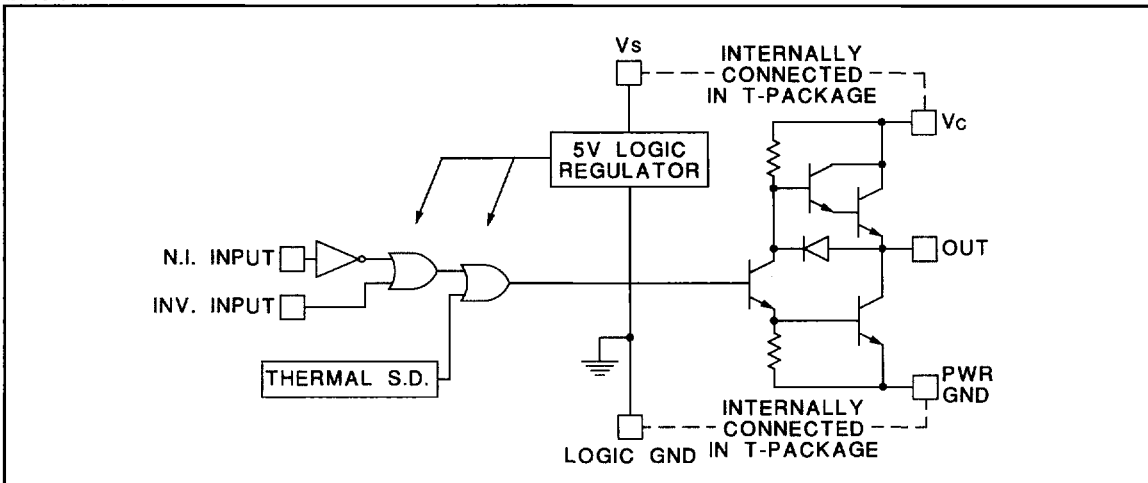 Vs
INTERNALLY
CONNECTED
IN T-PACKAGE
Vc
5V LOGIC
REGULATOR
N.I. INPUT
OUT
INV. INPUT
THERMAL S.D.
PWR
GND
INTERNALLY
CONNECTED
IN T-PACKAGE
LOGIC GND